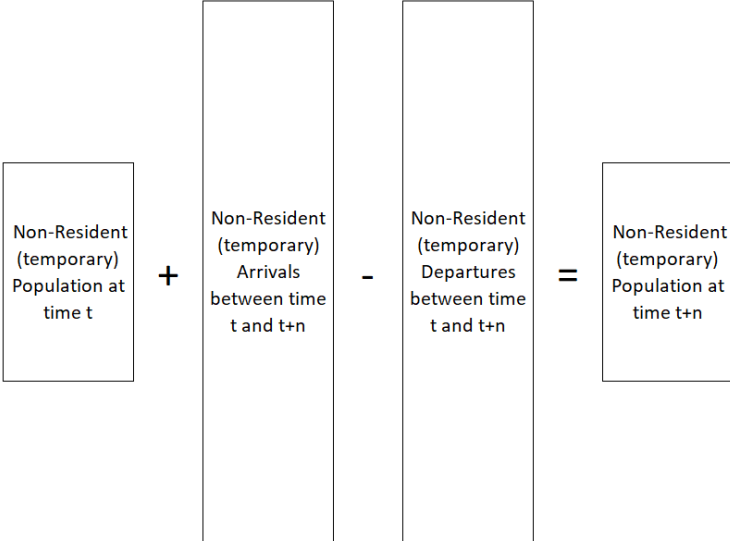 Non-Resident
(temporary)
Population at
time t
+
Non-Resident
(temporary)
Arrivals
between time
t and t+n
-
Non-Resident
(temporary)
Departures
between time
t and t+n
=
Non-Resident
(temporary)
Population at
time t+n